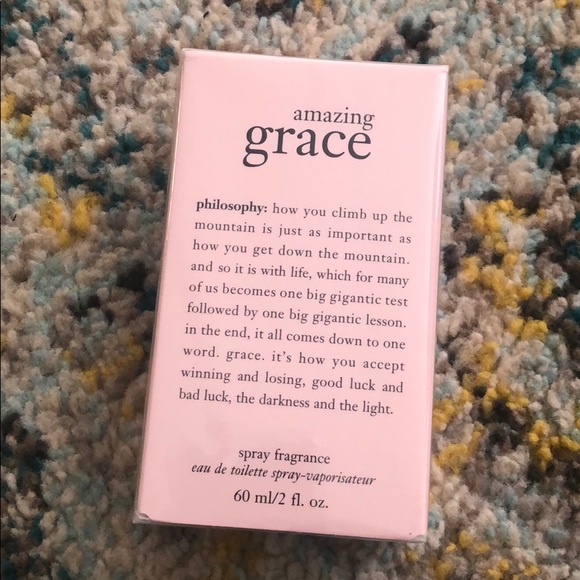 amazing
grace
philosophy: how you climb up the
mountain is just as important as
how you get down the mountain.
and so it is with life, which for many
of us becomes one big gigantic test
followed by one big gigantic lesson.
in the end, it all comes down to one
word. grace. it's how you accept
winning and losing, good luck and
bad luck, the darkness and the light.
spray fragrance
eau de toilette spray-vaporisateur
60 ml/2 fl. oz.